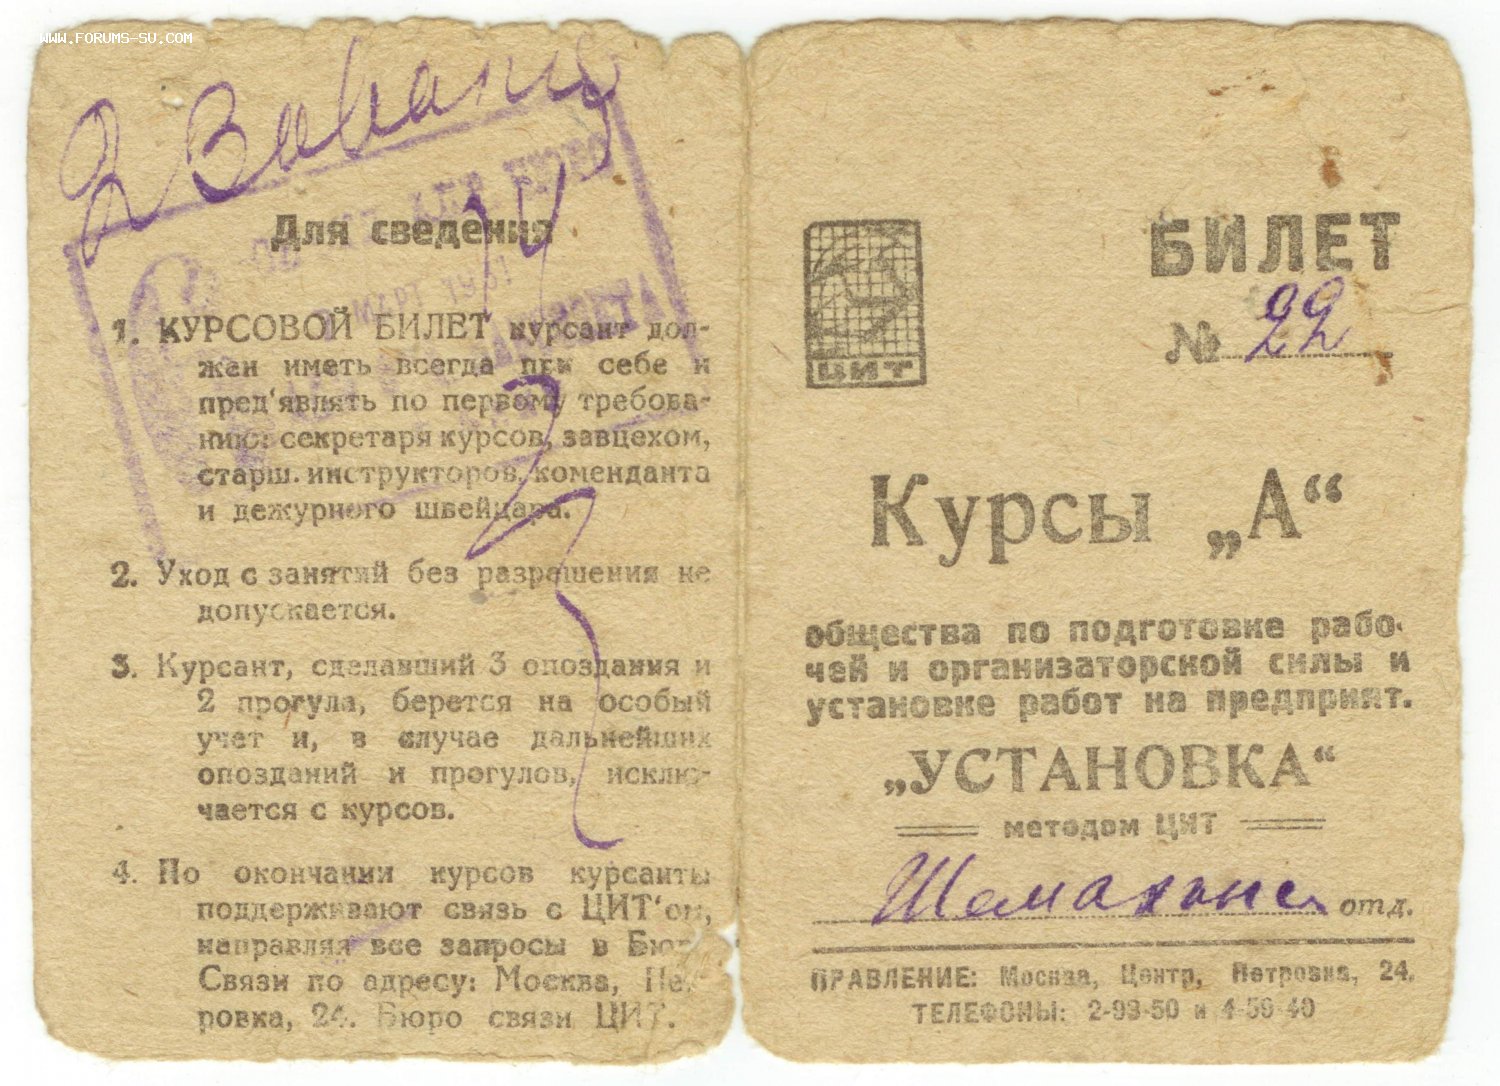 WWW.FORUMS-SU.COM
Для сведения
1. КУРСОВОЙ БИЛЕТ курсант дол-
жен иметь всегда при себе и
пред‘являть по первому требова-
нию: секретаря курсов, завцехом,
старш. инструкторов, коменданта
и дежурного швейцара.
2. Уход с занятий без разрешения не
допускается.
3. Курсант, сделавший 3 опоздания и
2 прогула, берется на особый
учет и, в случае дальнейших
опозданий и прогулов, исклю-
чается с курсов.
4. По окончании курсов курсанты
поддерживают связь с ЦИТ‘ом,
направляя все запросы в Бюро
Связи по адресу: Москва, Пет-
ровка, 24. Бюро связи ЦИТ.
МАРТ 1931
ЦИТ
БИЛЕТ
№ 22
Курсы „А“
общества по подготовке рабо-
чей и организаторской силы и
установке работ на предприят.
„УСТАНОВКА“
методом ЦИТ
отд.
ПРАВЛЕНИЕ: Москва, Центр, Петровка, 24.
ТЕЛЕФОНЫ: 2-93-50 и 4-59-40